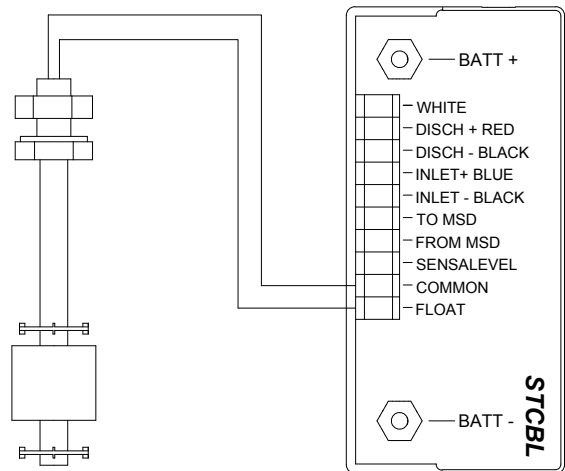 BATT +
WHITE
DISCH + RED
DISCH - BLACK
INLET+ BLUE
INLET - BLACK
TO MSD
FROM MSD
SENSALEVEL
COMMON
FLOAT
BATT -
STCBL